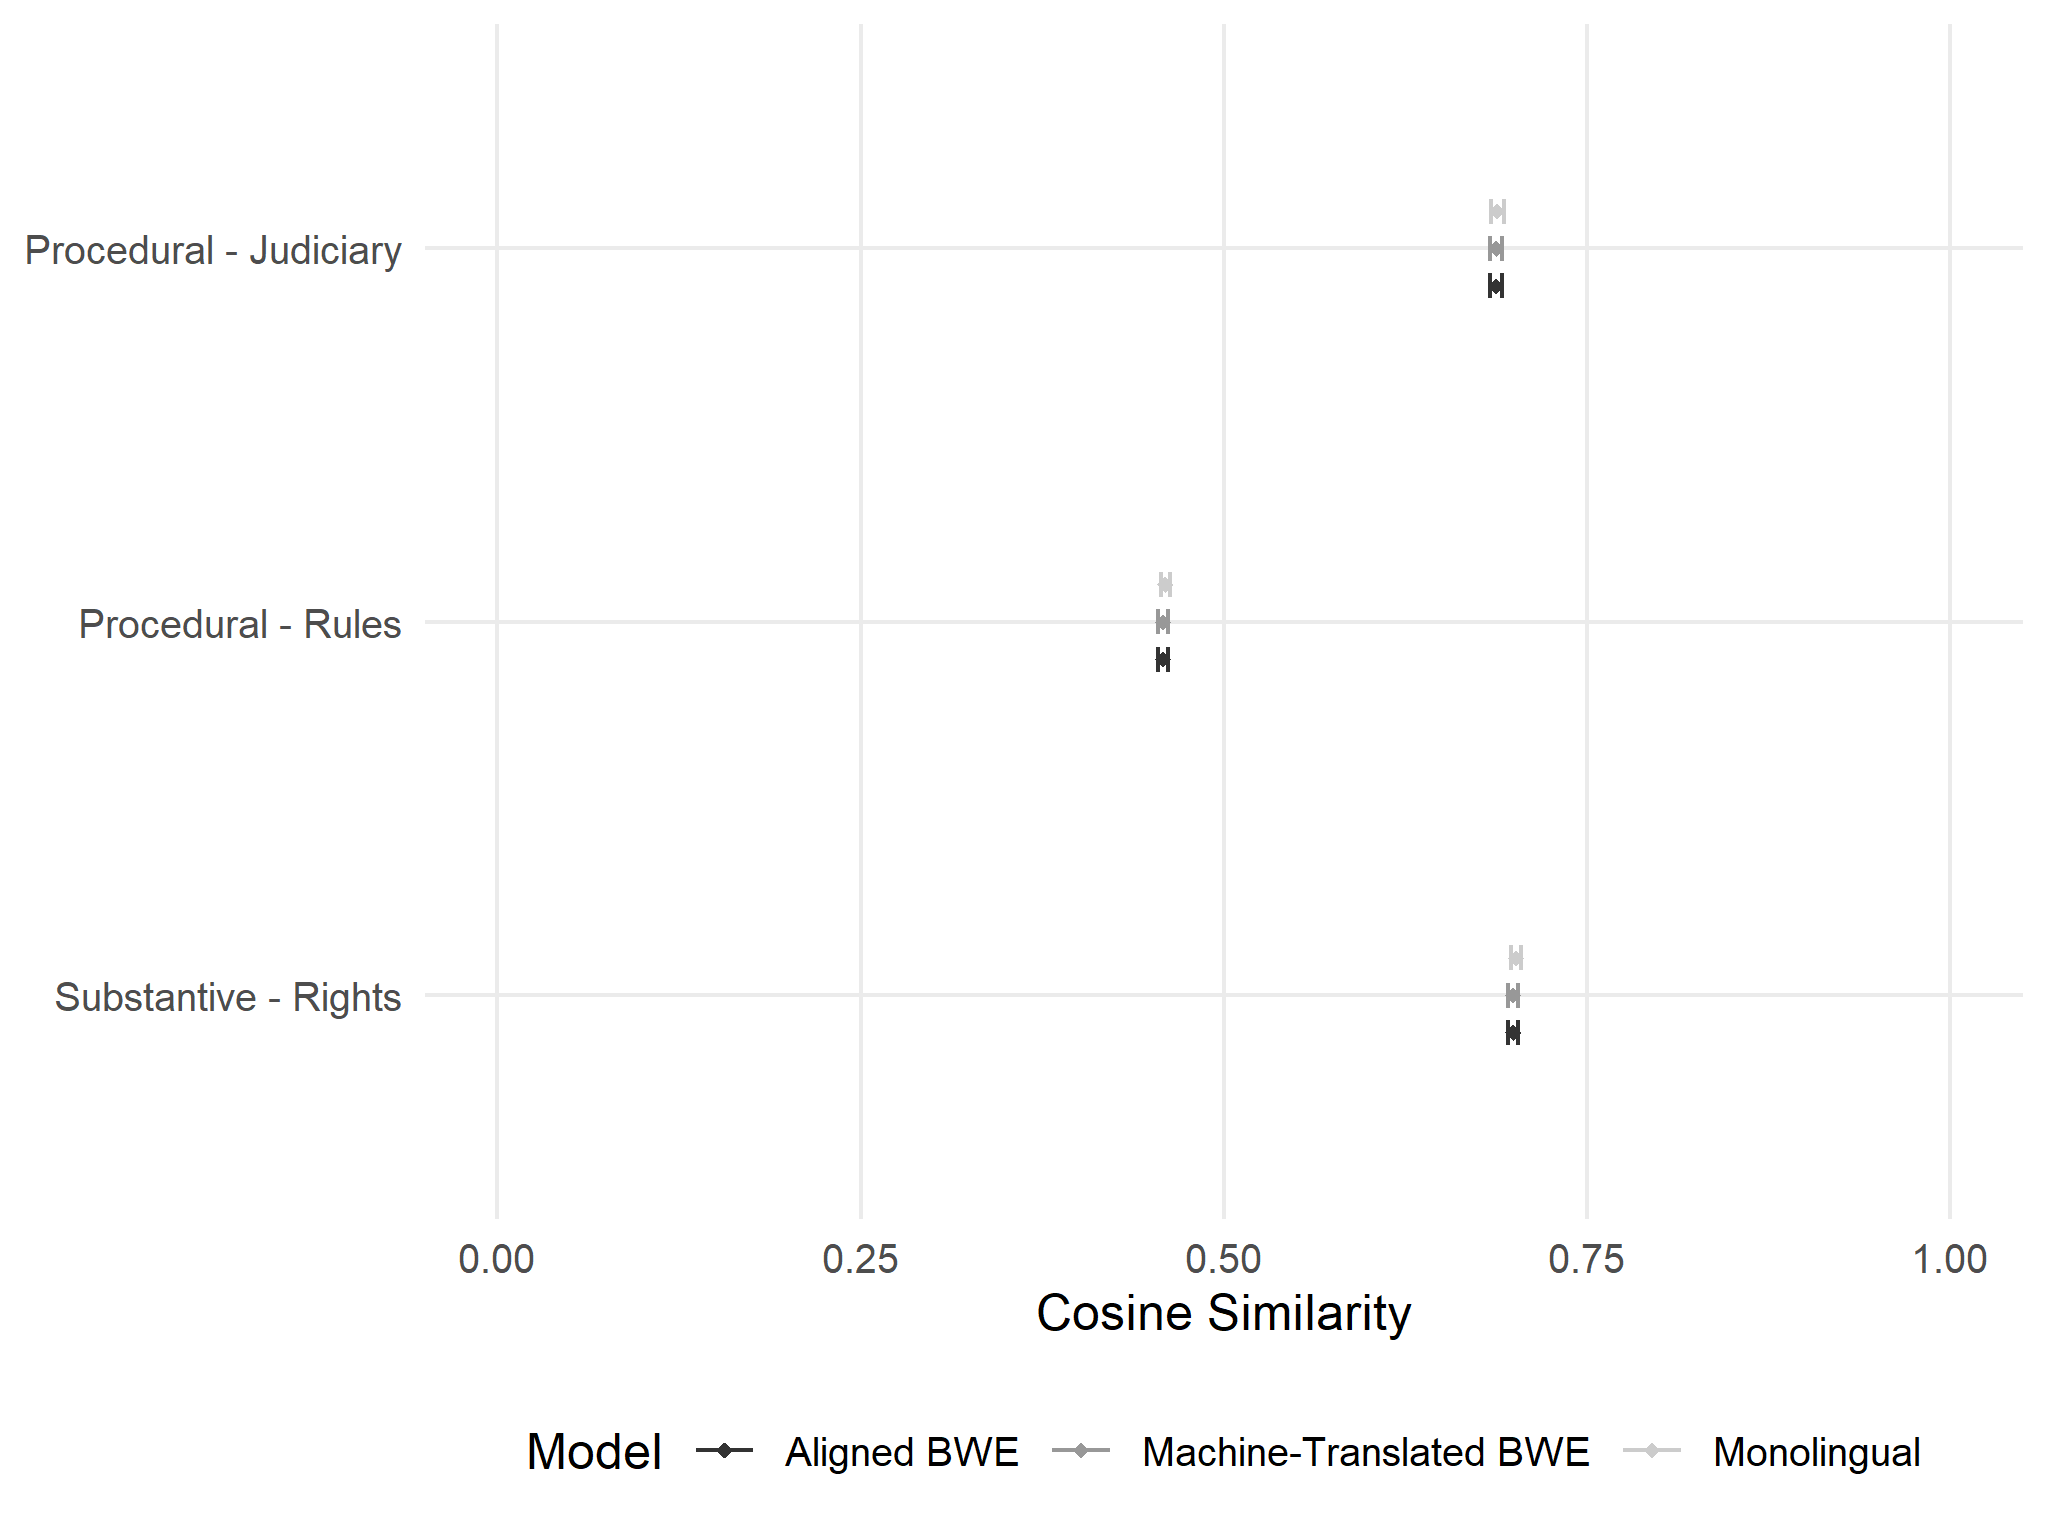 Procedural - Judiciary
Procedural - Rules
Substantive - Rights
0.00 0.25 0.50 0.75 1.00
Cosine Similarity
Model Aligned BWE Machine-Translated BWE Monolingual